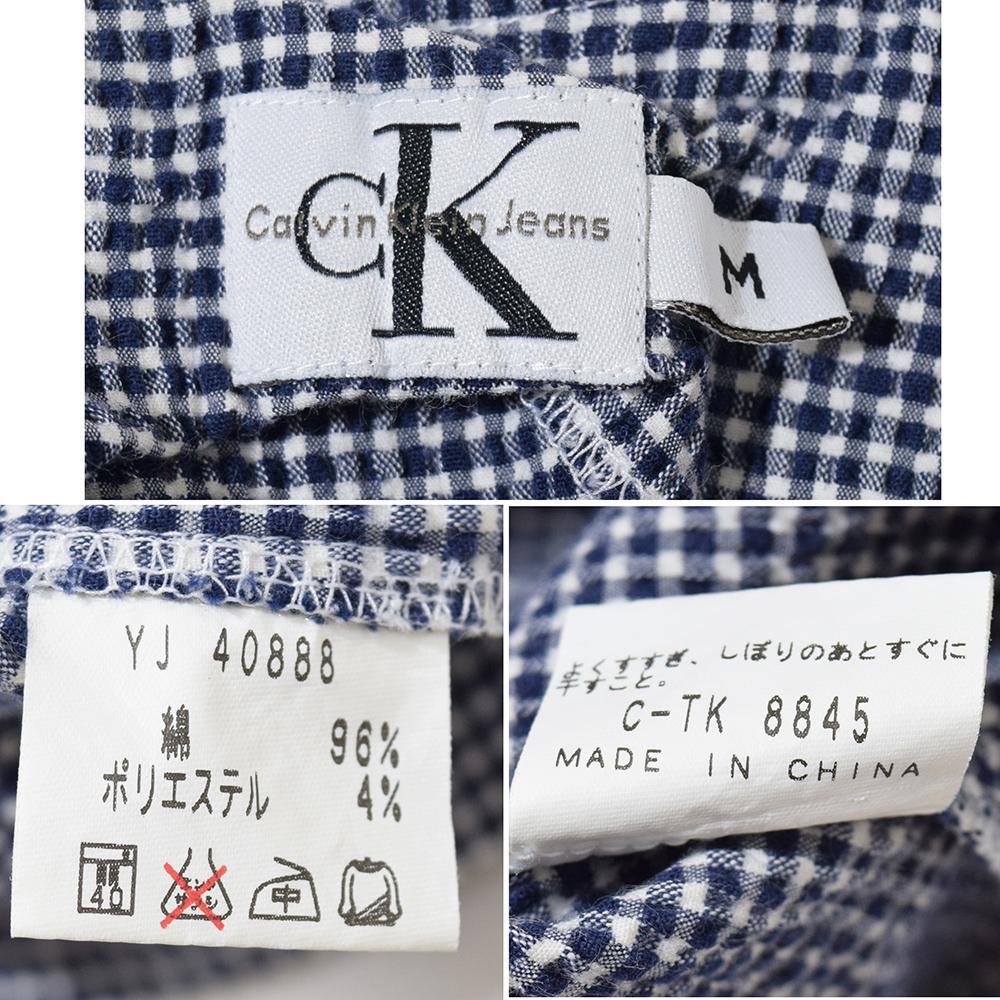 CK
Calvin Klein Jeans
M
YJ 40888
綿 96%
ポリエステル 4%
40
中
よくすすぎ、しぼりのあとすぐに
干すこと。
C-TK 8845
MADE IN CHINA